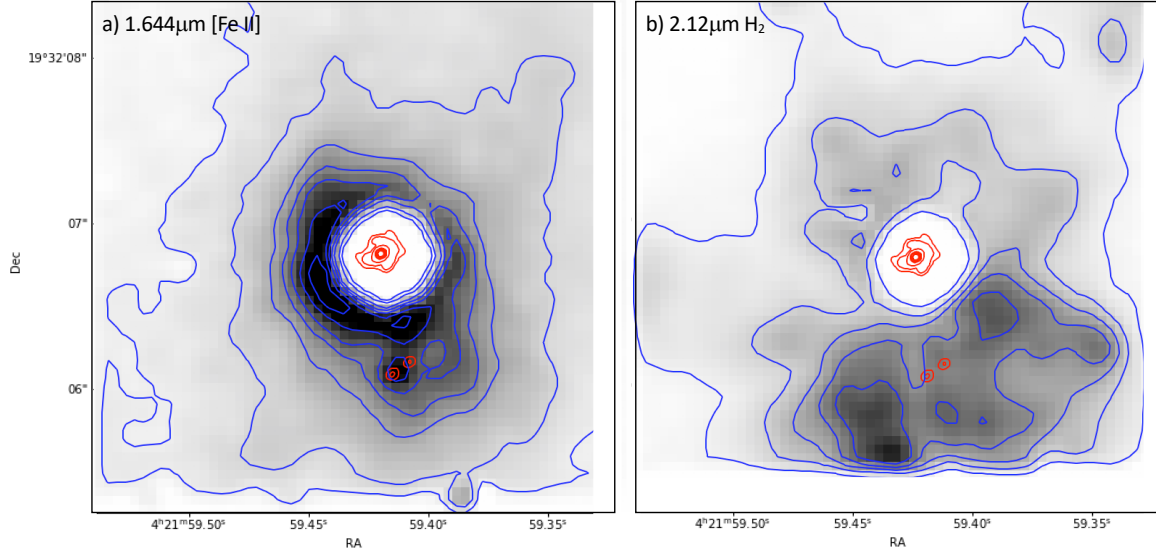 a) 1.644μm [Fe II]
b) 2.12μm H₂
19°32'08"
07"
06"
Dec
4ʰ21ᵐ59.50ˢ
59.45ˢ
59.40ˢ
59.35ˢ
RA
4ʰ21ᵐ59.50ˢ
59.45ˢ
59.40ˢ
59.35ˢ
RA